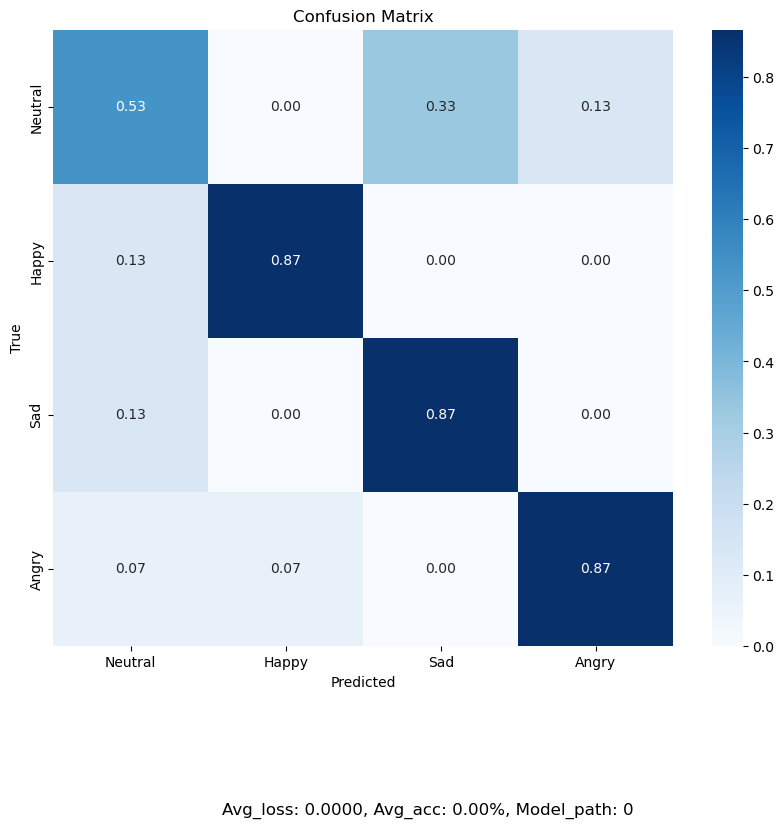 Confusion Matrix
Neutral 0.53 0.00 0.33 0.13
Happy 0.13 0.87 0.00 0.00
Sad 0.13 0.00 0.87 0.00
Angry 0.07 0.07 0.00 0.87
True
Neutral Happy Sad Angry
Predicted
0.8
0.7
0.6
0.5
0.4
0.3
0.2
0.1
0.0
Avg_loss: 0.0000, Avg_acc: 0.00%, Model_path: 0